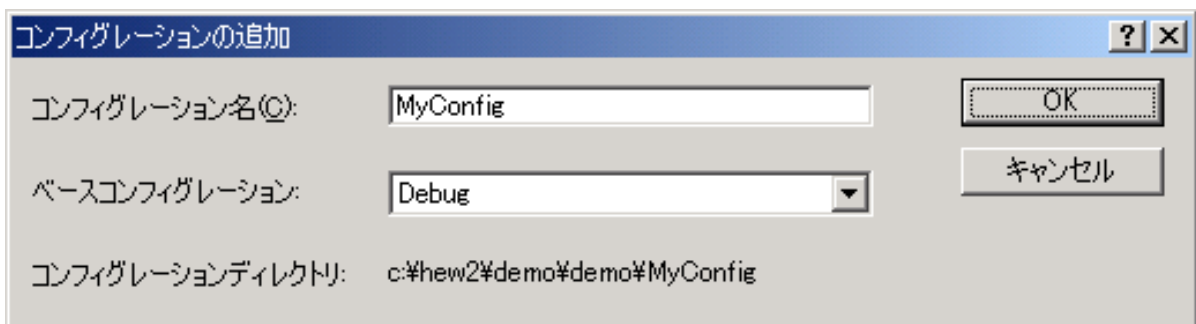 コンフィグレーションの追加
コンフィグレーション名(C): MyConfig OK
ベースコンフィグレーション: Debug キャンセル
コンフィグレーションディレクトリ: c:¥hew2¥demo¥demo¥MyConfig